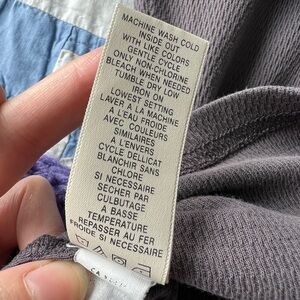 MACHINE WASH COLD
INSIDE OUT
WITH LIKE COLORS
GENTLE CYCLE
ONLY NON-CHLORINE
BLEACH WHEN NEEDED
TUMBLE DRY LOW
IRON ON
LOWEST SETTING
LAVER A LA MACHINE
A L'EAU FROIDE
AVEC COULEURS
SIMILAIRES
A L'ENVERS
CYCLE DELLICAT
BLANCHIR SANS
CHLORE
SI NECESSAIRE
SECHER PAR
CULBUTAGE
A BASSE
TEMPERATURE
REPASSER AU FER
FROIDE SI NECESSAIRE
CA